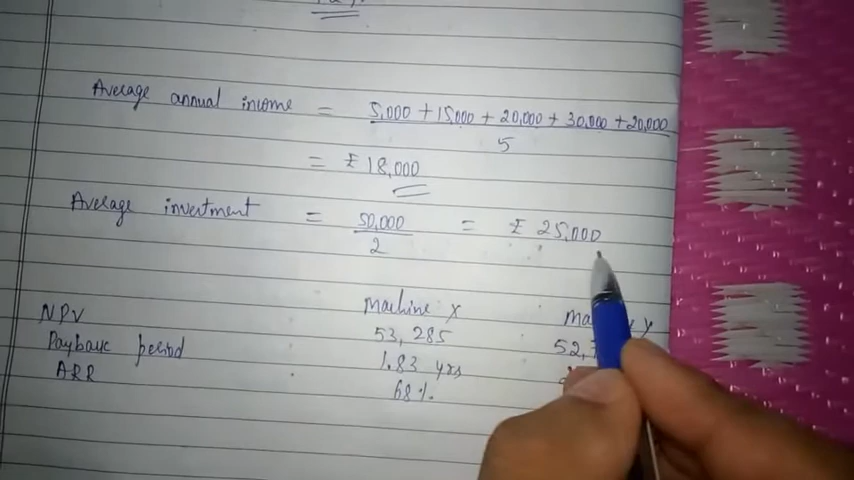 Average annual income = 5,000 + 15,000 + 20,000 + 30,000 + 20,000
5
= ₹ 18,000
Average investment = 50,000 = ₹ 25,000
2
Machine X Y
NPV 53,285 52,
Payback period 1.83 yrs
ARR 68%